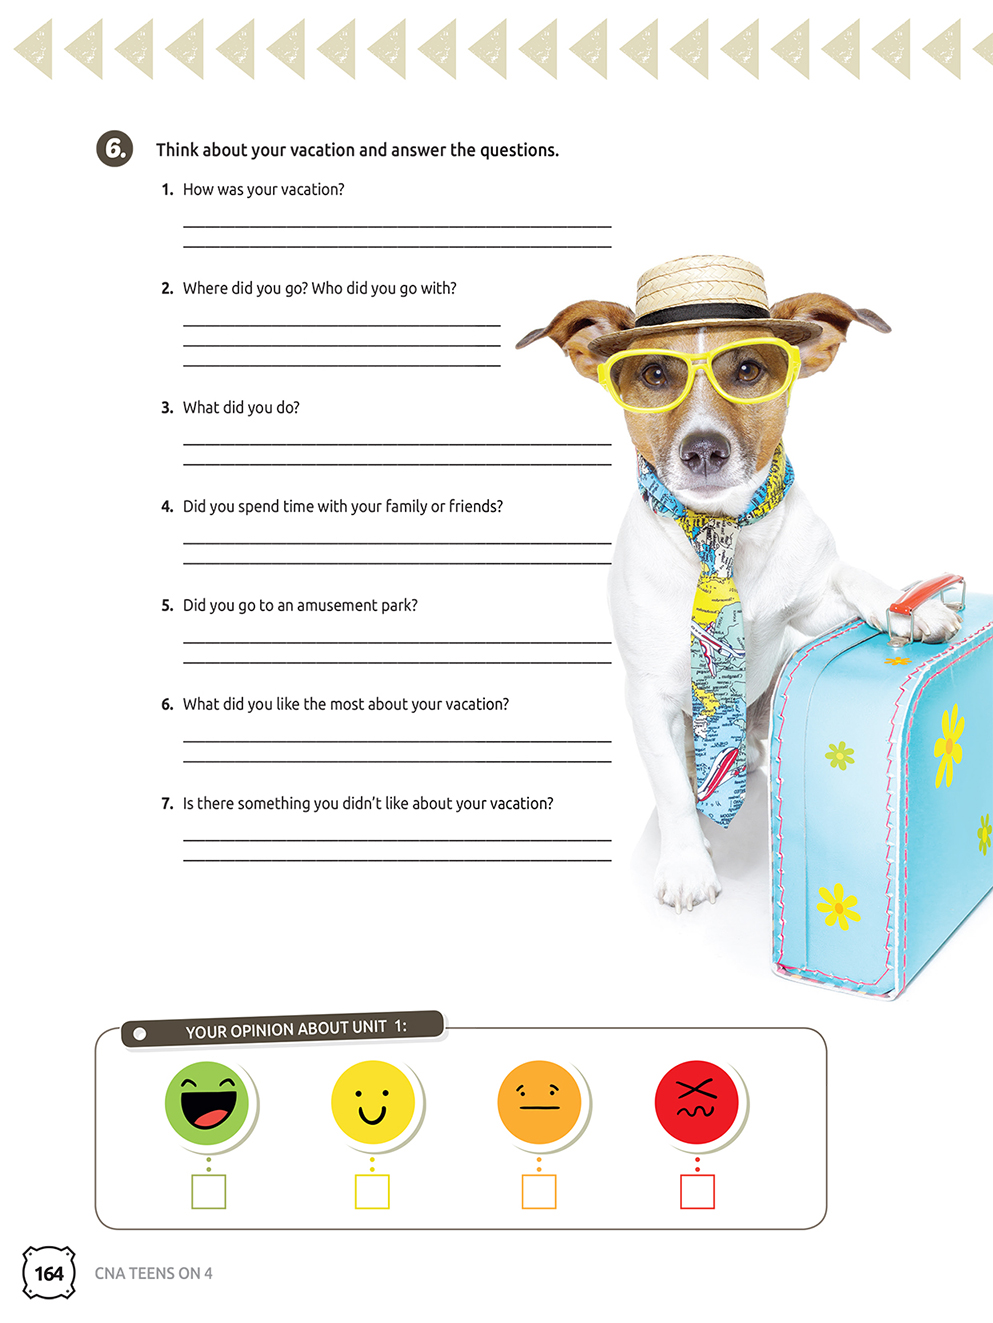 6. Think about your vacation and answer the questions.
1. How was your vacation?
2. Where did you go? Who did you go with?
3. What did you do?
4. Did you spend time with your family or friends?
5. Did you go to an amusement park?
6. What did you like the most about your vacation?
7. Is there something you didn't like about your vacation?
YOUR OPINION ABOUT UNIT 1:
164 CNA TEENS ON 4